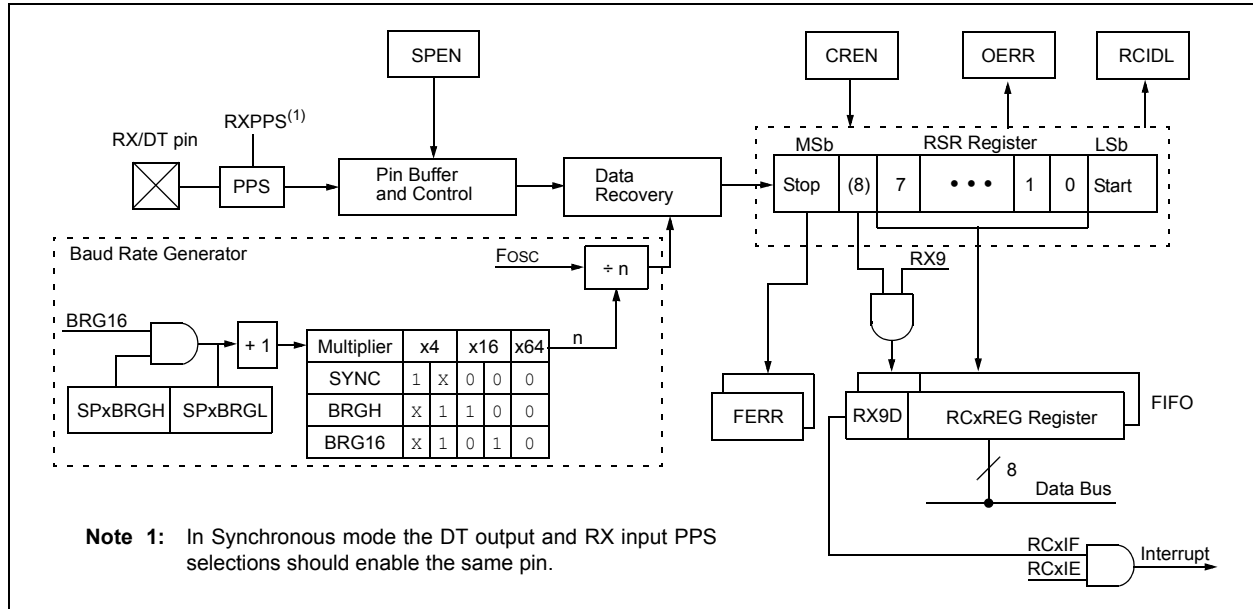 SPEN
CREN
OERR
RCIDL
RXPPS(1)
RX/DT pin
PPS
Pin Buffer
and Control
Data
Recovery
MSb
RSR Register
LSb
Stop (8) 7 • • • 1 0 Start
Baud Rate Generator
FOSC
÷ n
RX9
BRG16
+ 1
n
Multiplier x4 x16 x64
SYNC 1 X 0 0 0
BRGH X 1 1 0 0
BRG16 X 1 0 1 0
SPxBRGH SPxBRGL
FERR
RX9D
RCxREG Register
FIFO
8
Data Bus
Note 1: In Synchronous mode the DT output and RX input PPS
selections should enable the same pin.
RCxIF
RCxIE
Interrupt